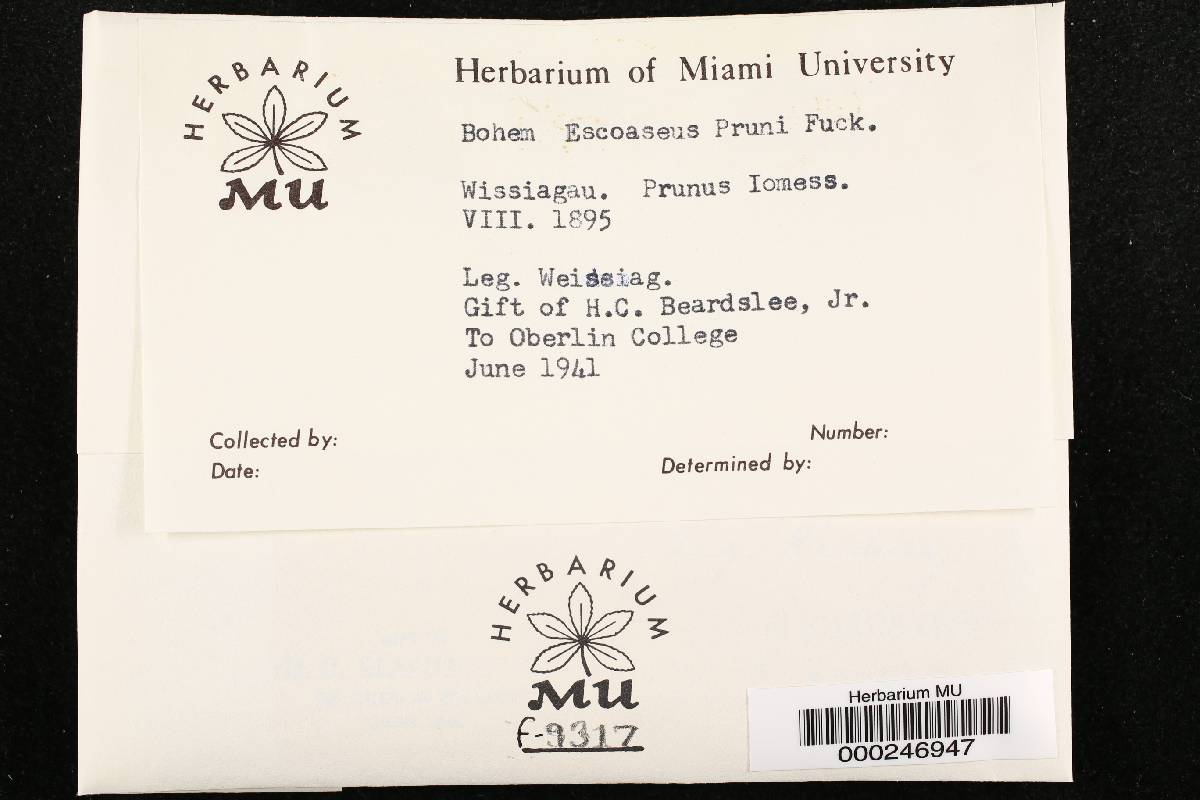 HERBARIUM
MU
Herbarium of Miami University
Bohem Escoaseus Pruni Fuck.
Wissiagau. Prunus Iomess.
VIII. 1895
Leg. Weissiag.
Gift of H.C. Beardslee, Jr.
To Oberlin College
June 1941
Collected by:
Number:
Date:
Determined by:
HERBARIUM
MU
F-9317
Herbarium MU
000246947